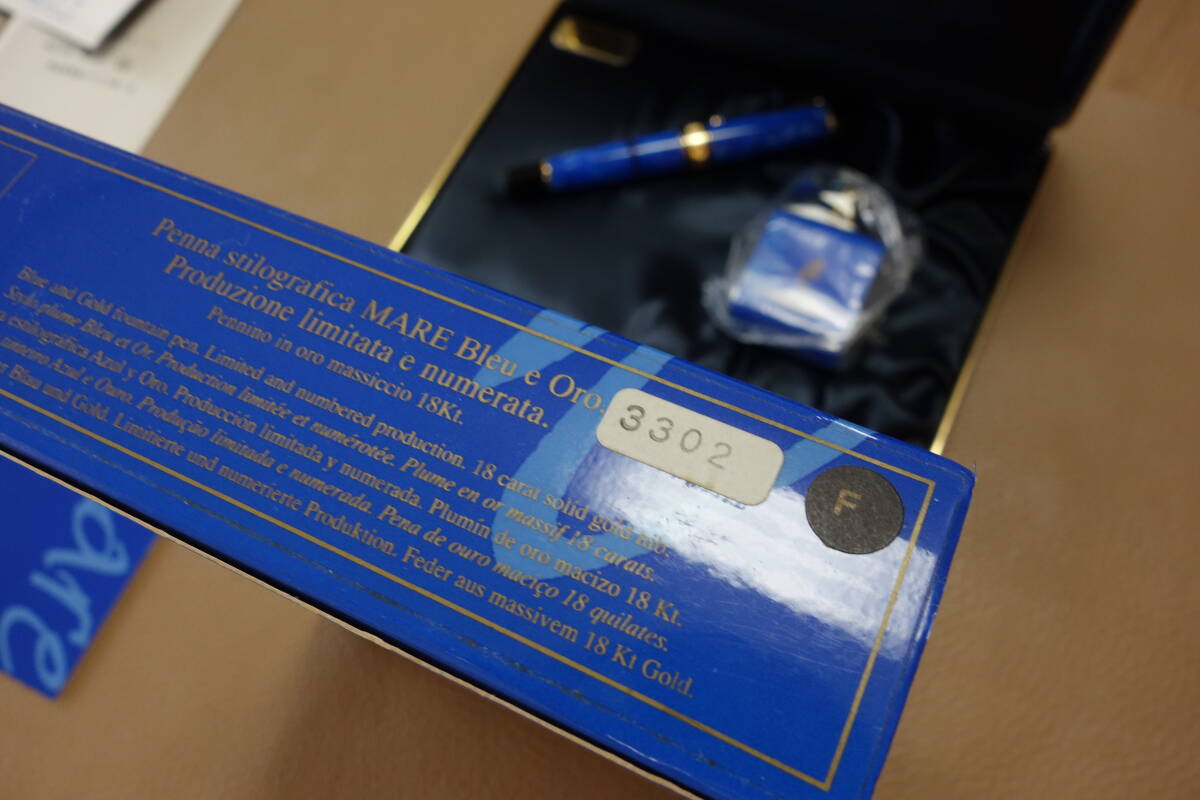 Penna stilografica MARE Bleu e Oro.
Produzione limitata e numerata.
Pennino in oro massiccio 18Kt.
Blue and Gold fountain pen. Limited and numbered production. 18 carat solid gold nib.
Stylo plume Bleu et Or. Production limitée et numérotée. Plume en or massif 18 carats.
estilográfica Azul y Oro. Producción limitada y numerada. Plumín de oro macizo 18 Kt.
tinteiro Azul e Ouro. Produção limitada e numerada. Pena de ouro maciço 18 quilates.
Blau und Gold. Limitierte und numerierte Produktion. Feder aus massivem 18 Kt Gold.
3302
F
are